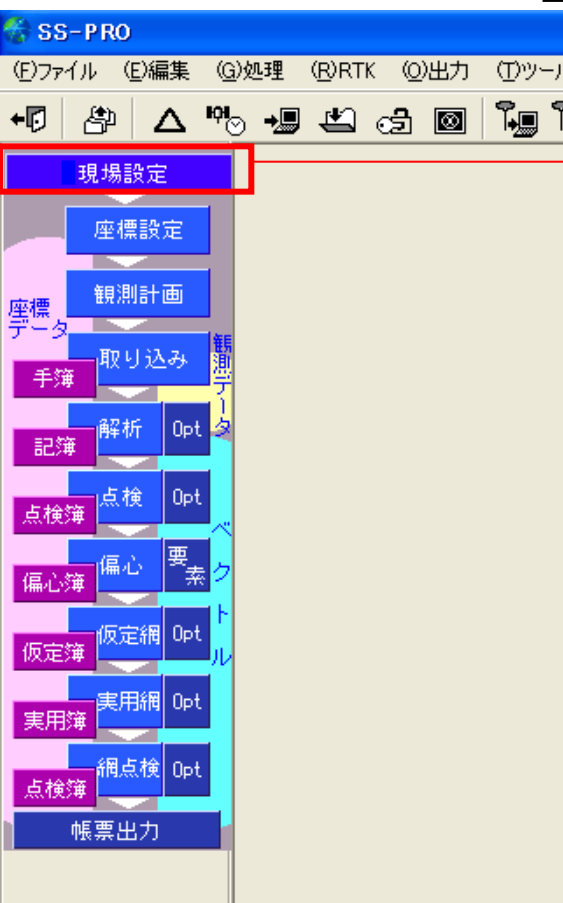 SS-PRO
(F)ファイル (E)編集 (G)処理 (R)RTK (O)出力 (T)ツール
現場設定
座標設定
観測計画
座標
データ
取り込み
観測データ
手簿
解析 Opt
記簿
点検 Opt
点検簿
ベクトル
偏心 要素
偏心簿
仮定網 Opt
仮定簿
実用網 Opt
実用簿
網点検 Opt
点検簿
帳票出力